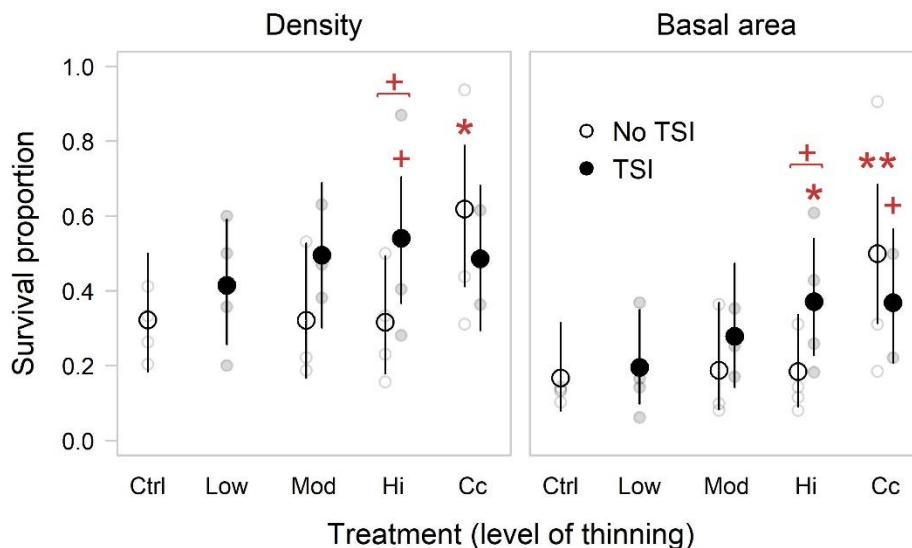 Density Basal area
Survival proportion
1.0
0.8
0.6
0.4
0.2
0.0
+
+
*
No TSI
TSI
+
*
**
+
Ctrl Low Mod Hi Cc Ctrl Low Mod Hi Cc
Treatment (level of thinning)